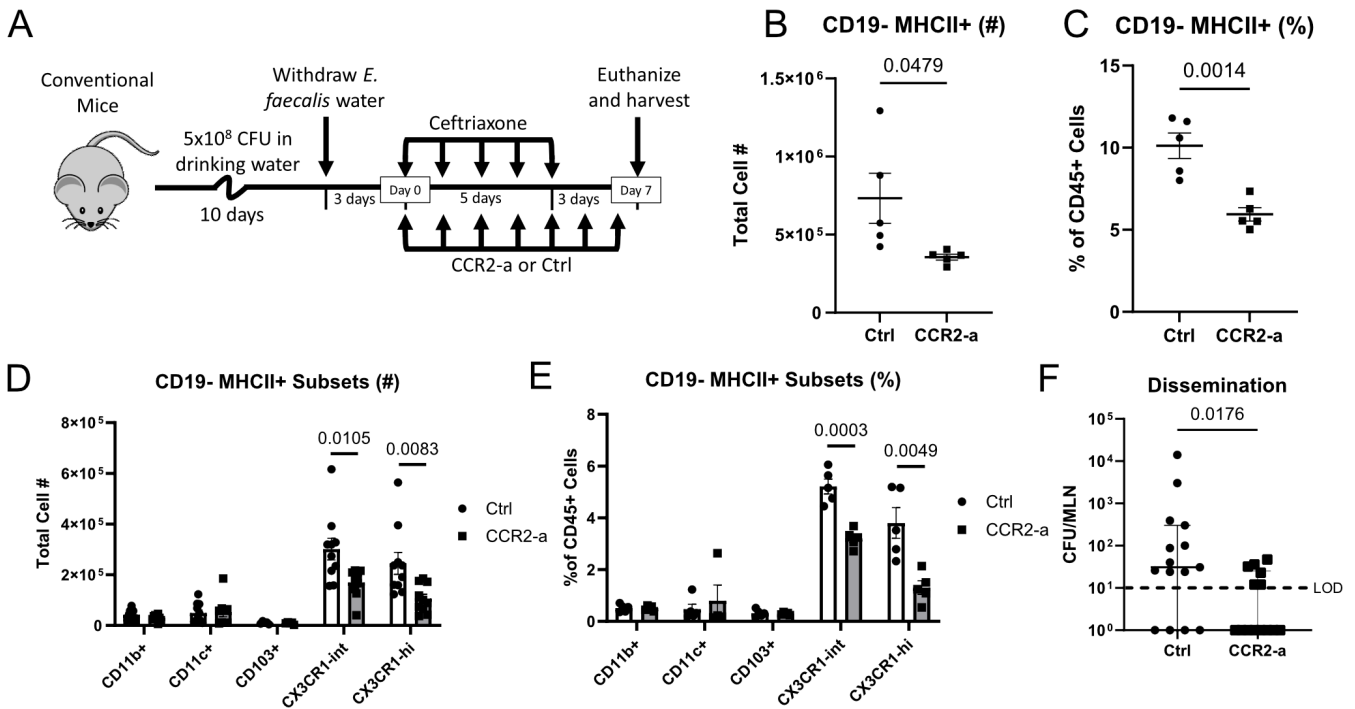 A
Conventional
Mice
5x10⁸ CFU in
drinking water
10 days
Withdraw E.
faecalis water
3 days
Day 0
Ceftriaxone
5 days
3 days
Day 7
Euthanize
and harvest
CCR2-a or Ctrl
B
CD19- MHCII+ (#)
0.0479
Total Cell #
1.5×10⁶
1×10⁶
5×10⁵
0
Ctrl
CCR2-a
C
CD19- MHCII+ (%)
0.0014
% of CD45+ Cells
15
10
5
0
Ctrl
CCR2-a
D
CD19- MHCII+ Subsets (#)
Total Cell #
8×10⁵
6×10⁵
4×10⁵
2×10⁵
0
0.0105
0.0083
Ctrl
CCR2-a
CD11b+
CD11c+
CD103+
CX3CR1-int
CX3CR1-hi
E
CD19- MHCII+ Subsets (%)
%of CD45+ Cells
8
6
4
2
0
0.0003
0.0049
Ctrl
CCR2-a
CD11b+
CD11c+
CD103+
CX3CR1-int
CX3CR1-hi
F
Dissemination
0.0176
CFU/MLN
10⁵
10⁴
10³
10²
10¹
10⁰
LOD
Ctrl
CCR2-a